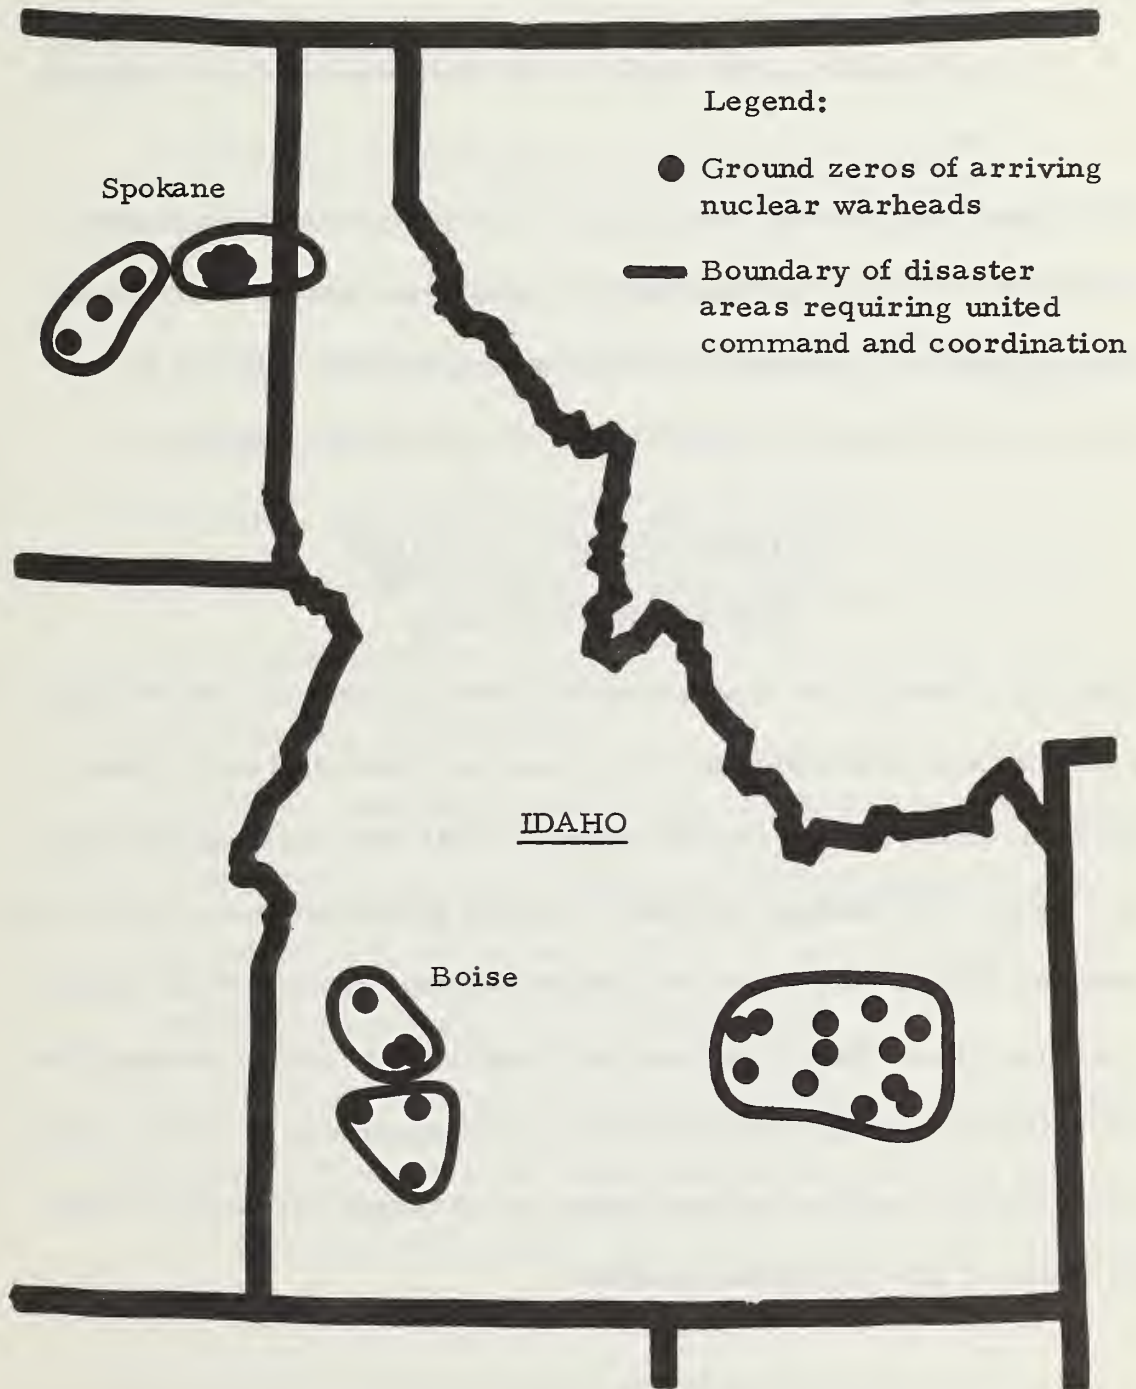 Legend:
Ground zeros of arriving
nuclear warheads
Boundary of disaster
areas requiring united
command and coordination
Spokane
IDAHO
Boise